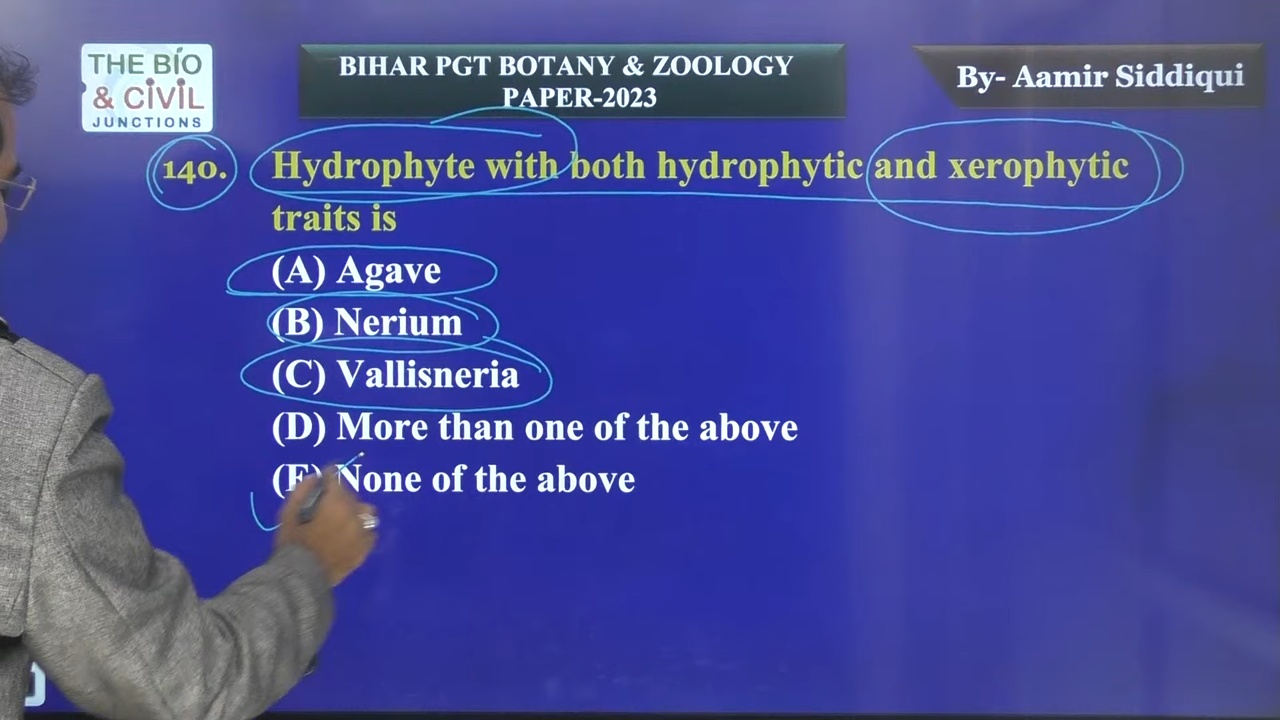 THE BIO
& CIVIL
JUNCTIONS
BIHAR PGT BOTANY & ZOOLOGY
PAPER-2023
By- Aamir Siddiqui
140. Hydrophyte with both hydrophytic and xerophytic
traits is
(A) Agave
(B) Nerium
(C) Vallisneria
(D) More than one of the above
(E) None of the above